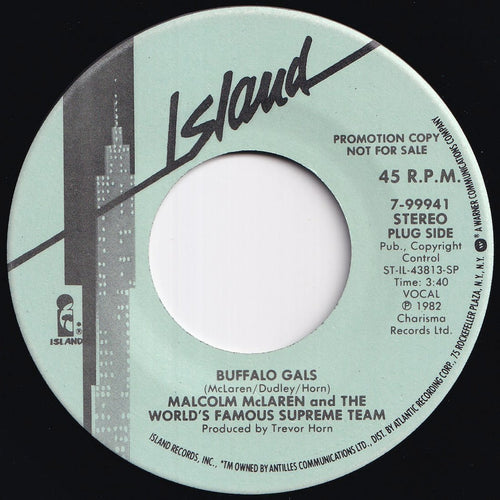 Island
PROMOTION COPY
NOT FOR SALE
45 R.P.M.
7-99941
STEREO
PLUG SIDE
Pub., Copyright
Control
ST-IL-43813-SP
Time: 3:40
VOCAL
℗ 1982
Charisma
Records Ltd.
ISLAND®
BUFFALO GALS
(McLaren/Dudley/Horn)
MALCOLM McLAREN and THE
WORLD'S FAMOUS SUPREME TEAM
Produced by Trevor Horn
ISLAND RECORDS, INC., *TM OWNED BY ANTILLES COMMUNICATIONS LTD., DIST. BY ATLANTIC RECORDING CORP., 75 ROCKEFELLER PLAZA, N.Y., N.Y. W * A WARNER COMMUNICATIONS COMPANY